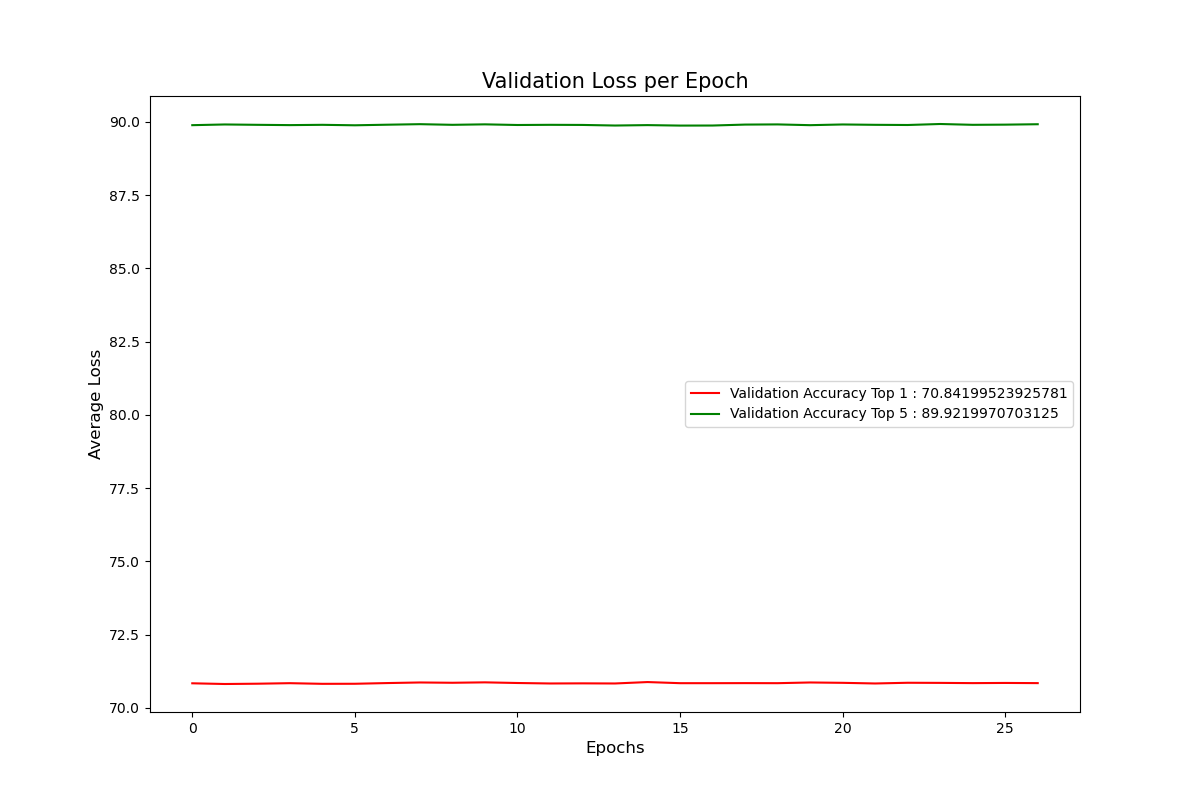 Validation Loss per Epoch
90.0
87.5
85.0
82.5
80.0
77.5
75.0
72.5
70.0
Average Loss
Validation Accuracy Top 1 : 70.84199523925781
Validation Accuracy Top 5 : 89.9219970703125
0 5 10 15 20 25
Epochs